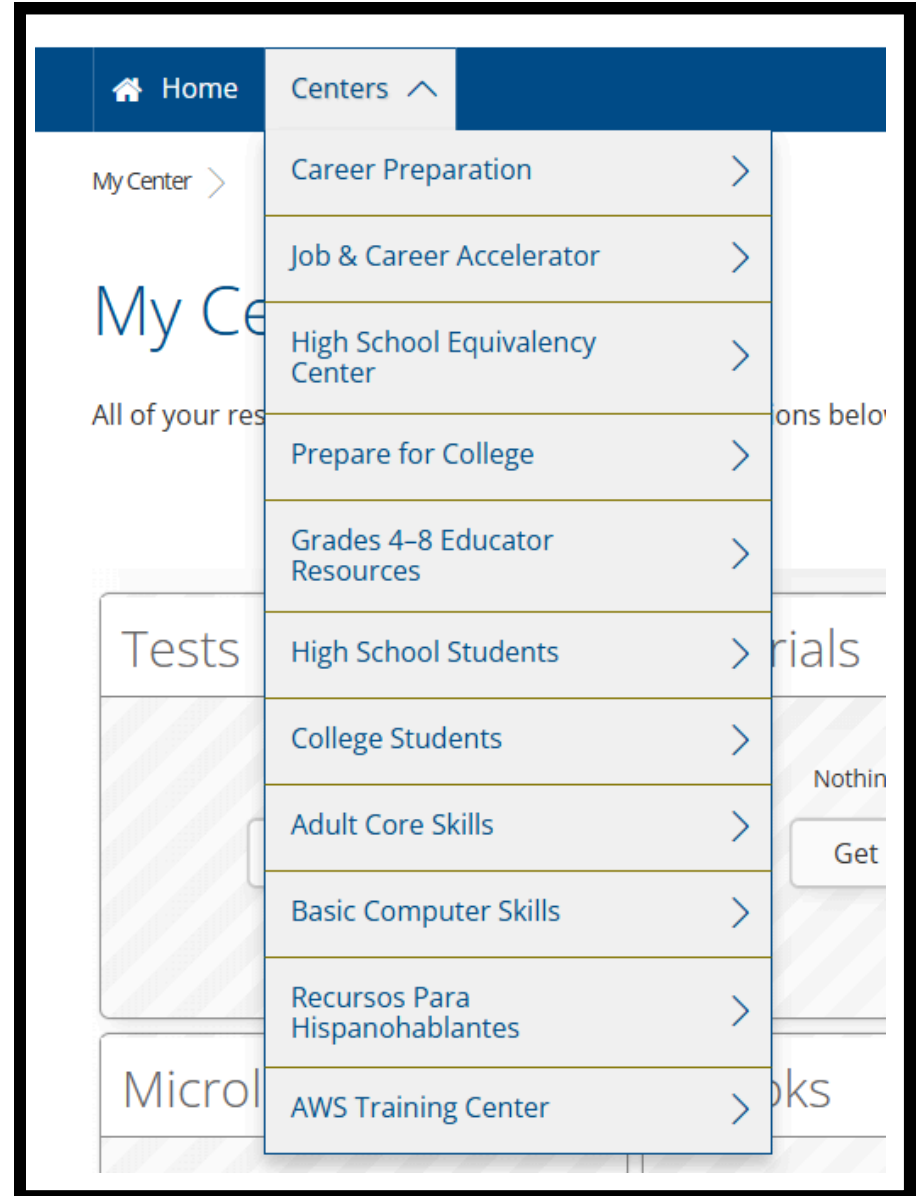 Home Centers
My Center
Career Preparation
Job & Career Accelerator
My Ce
High School Equivalency
Center
All of your res
ions belo
Prepare for College
Grades 4–8 Educator
Resources
Tests
High School Students
rials
College Students
Nothin
Adult Core Skills
Get
Basic Computer Skills
Recursos Para
Hispanohablantes
Microl
AWS Training Center
oks